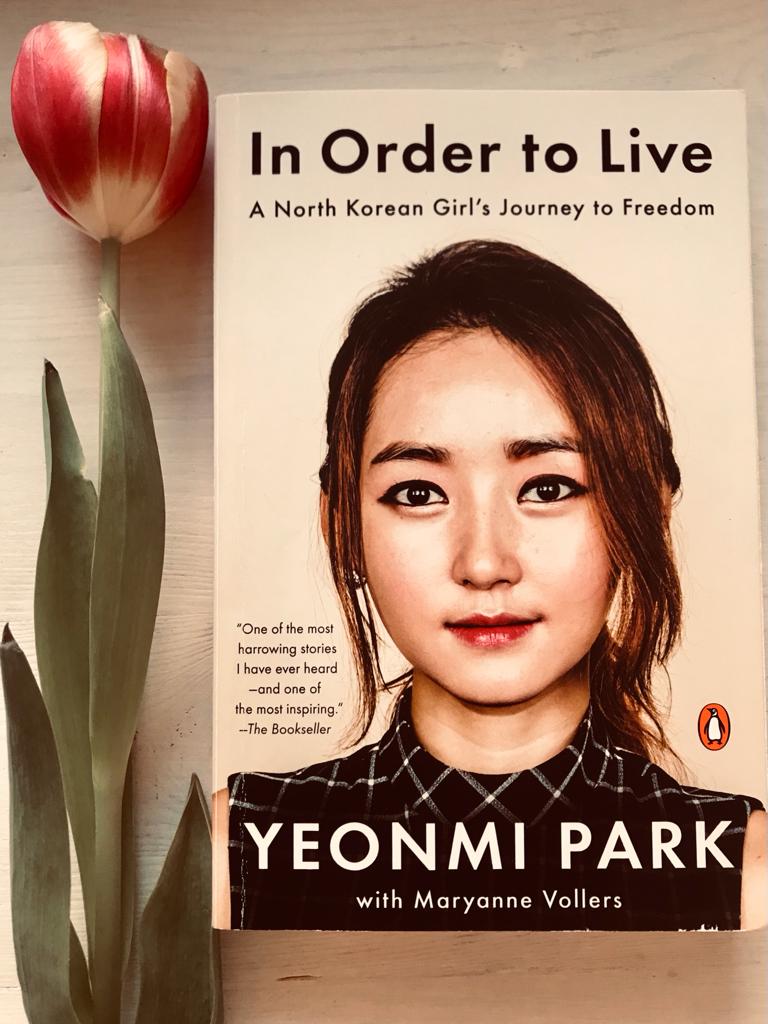 In Order to Live
A North Korean Girl's Journey to Freedom
"One of the most
harrowing stories
I have ever heard
—and one of
the most inspiring."
--The Bookseller
YEONMI PARK
with Maryanne Vollers